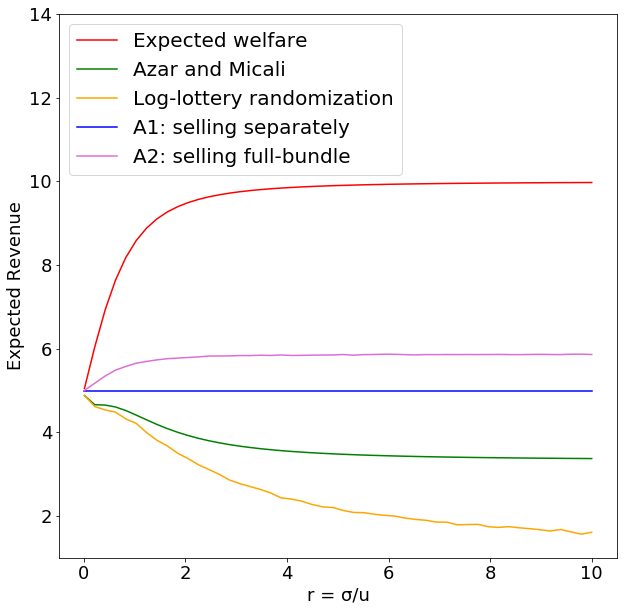 14
12
10
8
6
4
2
Expected Revenue
Expected welfare
Azar and Micali
Log-lottery randomization
A1: selling separately
A2: selling full-bundle
0 2 4 6 8 10
r = σ/u